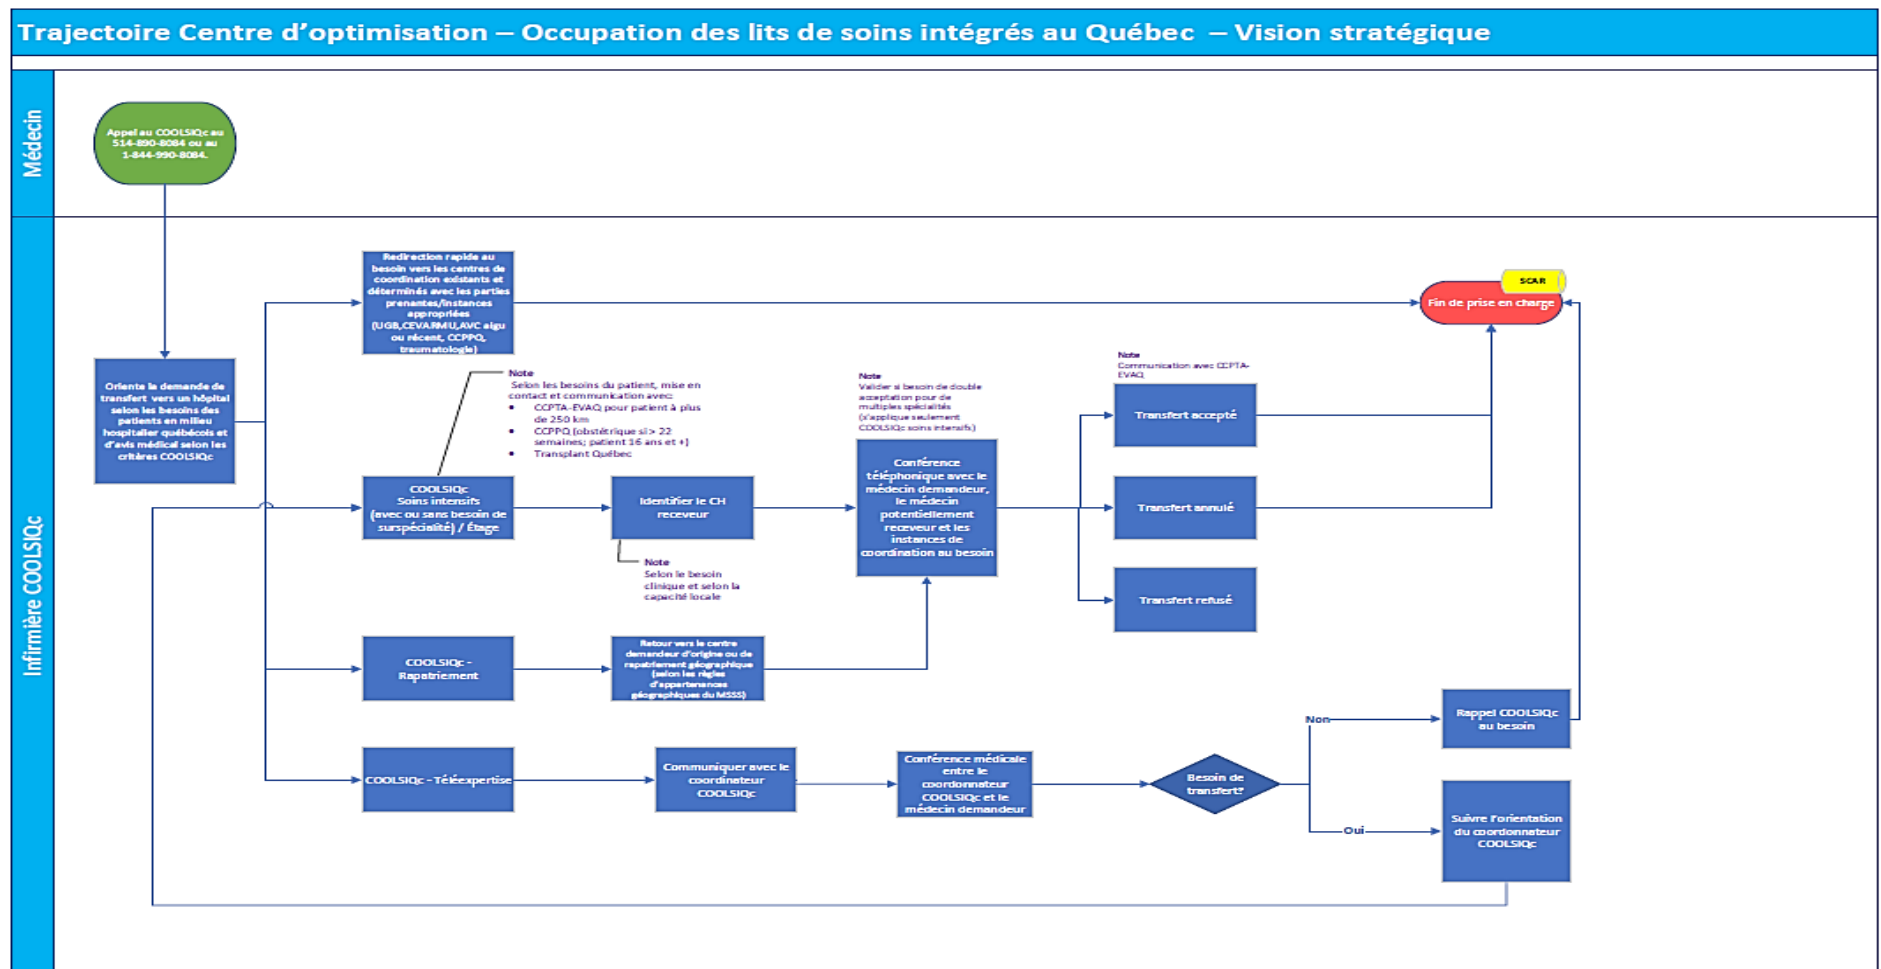 Trajectoire Centre d’optimisation – Occupation des lits de soins intégrés au Québec – Vision stratégique
Médecin
Appel au COOLSIQc au
514-890-8084 ou au
1-844-990-8084.
Infirmière COOLSIQc
Oriente la demande de
transfert vers un hôpital
selon les besoins des
patients en milieu
hospitalier québécois et
d’avis médical selon les
critères COOLSIQc
Redirection rapide au
besoin vers les centres de
coordination existants et
déterminés avec les parties
prenantes/instances
appropriées
(UGB,CEVARMU,AVC aigu
ou récent, CCPPQ,
traumatologie)
SCAR
Fin de prise en charge
Note
Selon les besoins du patient, mise en
contact et communication avec:
• CCPTA-EVAQ pour patient à plus
de 250 km
• CCPPQ (obstétrique si > 22
semaines; patient 16 ans et +)
• Transplant Québec
COOLSIQc
Soins intensifs
(avec ou sans besoin de
surspécialité) / Étage
Identifier le CH
receveur
Note
Selon le besoin
clinique et selon la
capacité locale
Note
Valider si besoin de double
acceptation pour de
multiples spécialités
(s’applique seulement
COOLSIQc soins intensifs)
Conférence
téléphonique avec le
médecin demandeur,
le médecin
potentiellement
receveur et les
instances de
coordination au besoin
Note
Communication avec CCPTA-
EVAQ
Transfert accepté
Transfert annulé
Transfert refusé
COOLSIQc -
Rapatriement
Retour vers le centre
demandeur d’origine ou de
rapatriement géographique
(selon les règles
d’appartenances
géographiques du MSSS)
COOLSIQc - Téléexpertise
Communiquer avec le
coordinateur
COOLSIQc
Conférence médicale
entre le
coordonnateur
COOLSIQc et le
médecin demandeur
Besoin de
transfert?
Non
Rappel COOLSIQc
au besoin
Oui
Suivre l’orientation
du coordonnateur
COOLSIQc